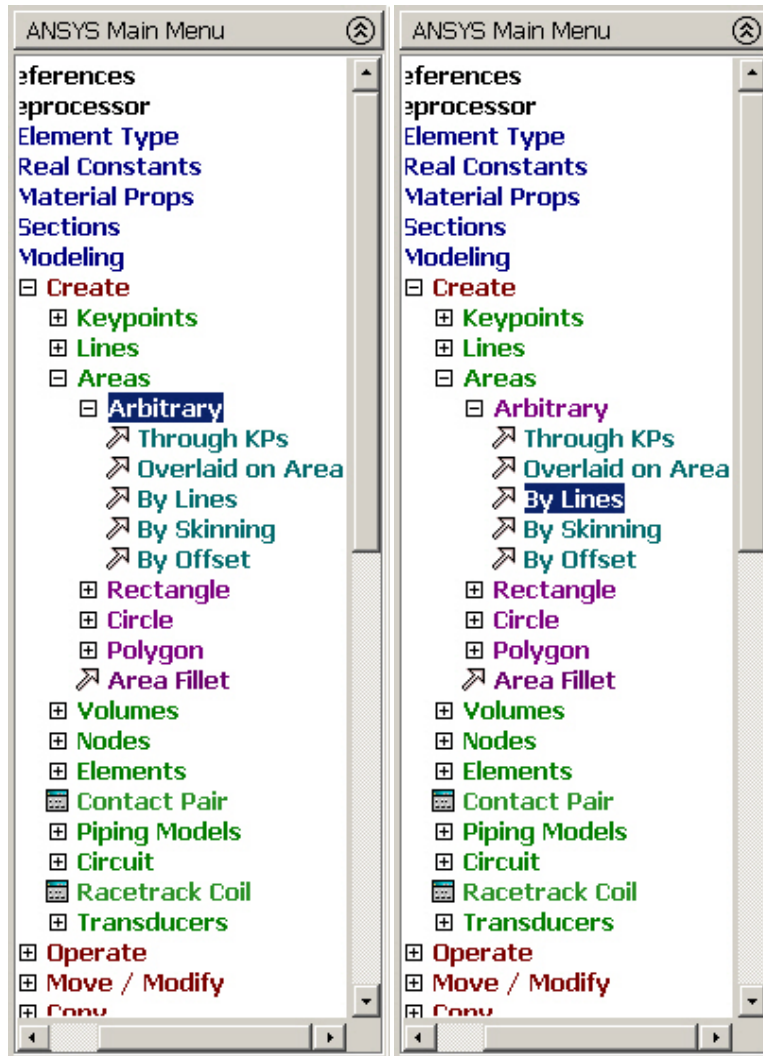 ANSYS Main Menu
eferences
eprocessor
Element Type
Real Constants
Material Props
Sections
Modeling
Create
Keypoints
Lines
Areas
Arbitrary
Through KPs
Overlaid on Area
By Lines
By Skinning
By Offset
Rectangle
Circle
Polygon
Area Fillet
Volumes
Nodes
Elements
Contact Pair
Piping Models
Circuit
Racetrack Coil
Transducers
Operate
Move / Modify
Copy
ANSYS Main Menu
eferences
eprocessor
Element Type
Real Constants
Material Props
Sections
Modeling
Create
Keypoints
Lines
Areas
Arbitrary
Through KPs
Overlaid on Area
By Lines
By Skinning
By Offset
Rectangle
Circle
Polygon
Area Fillet
Volumes
Nodes
Elements
Contact Pair
Piping Models
Circuit
Racetrack Coil
Transducers
Operate
Move / Modify
Copy